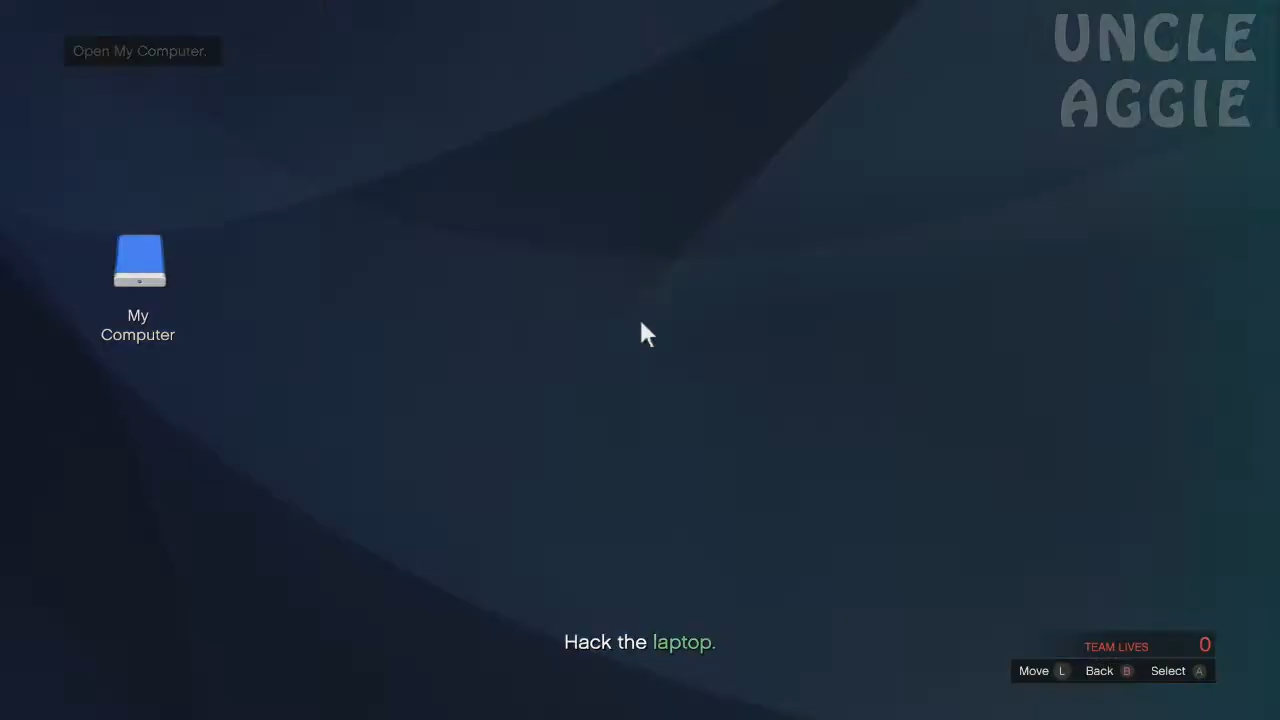 UNCLE
AGGIE
Open My Computer.
My
Computer
Hack the laptop.
TEAM LIVES 0
Move L Back B Select A